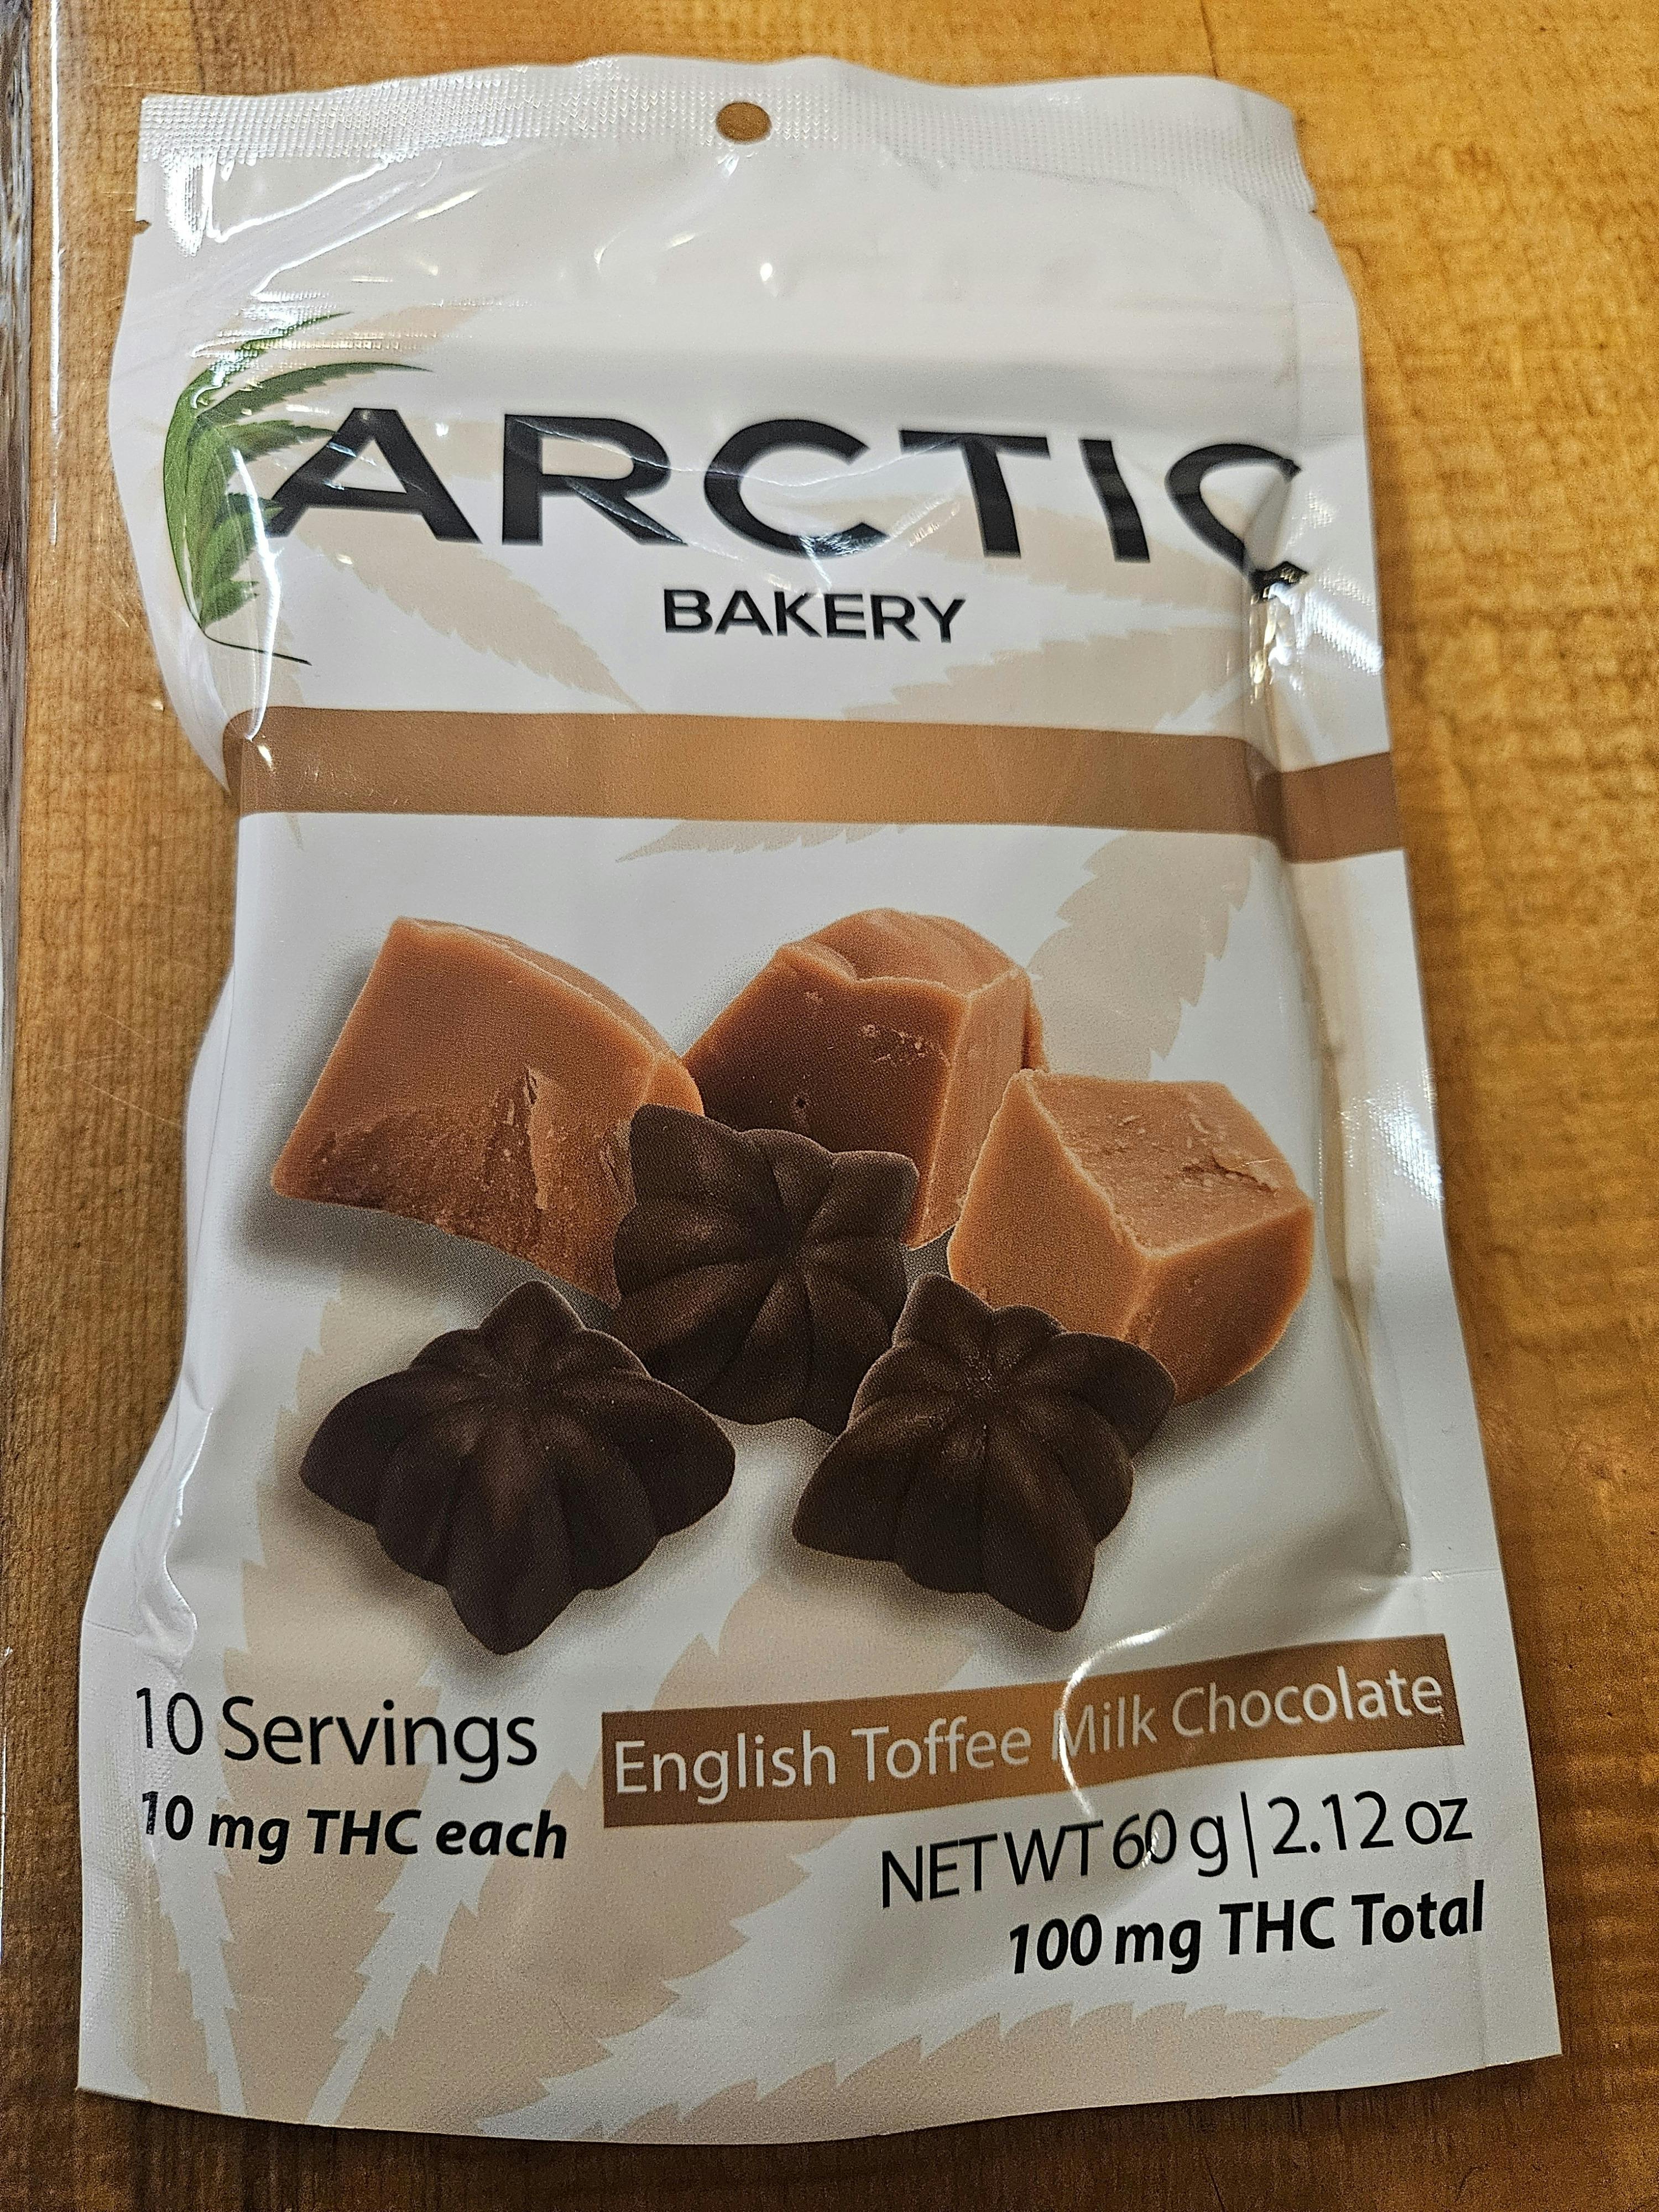 ARCTIC
BAKERY
10 Servings
10 mg THC each
English Toffee Milk Chocolate
NET WT 60 g | 2.12 oz
100 mg THC Total